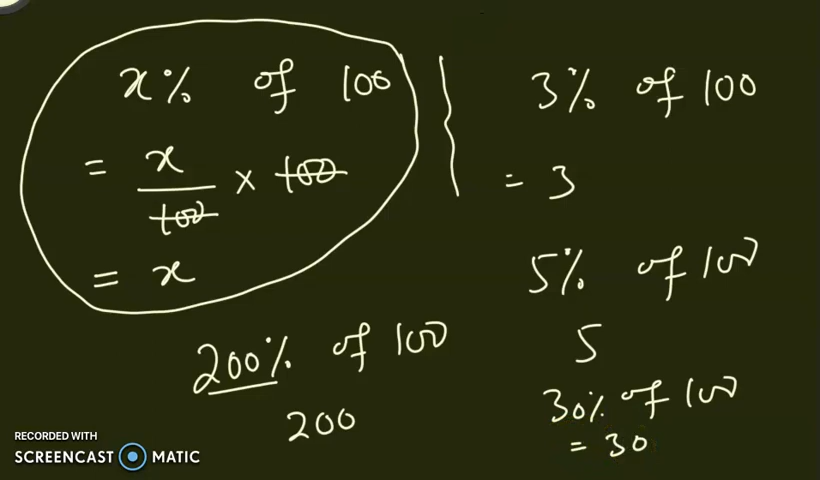 x% of 100
= x/100 × 100
= x
200% of 100
200
3% of 100
= 3
5% of 100
5
30% of 100
= 30
RECORDED WITH
SCREENCAST MATIC